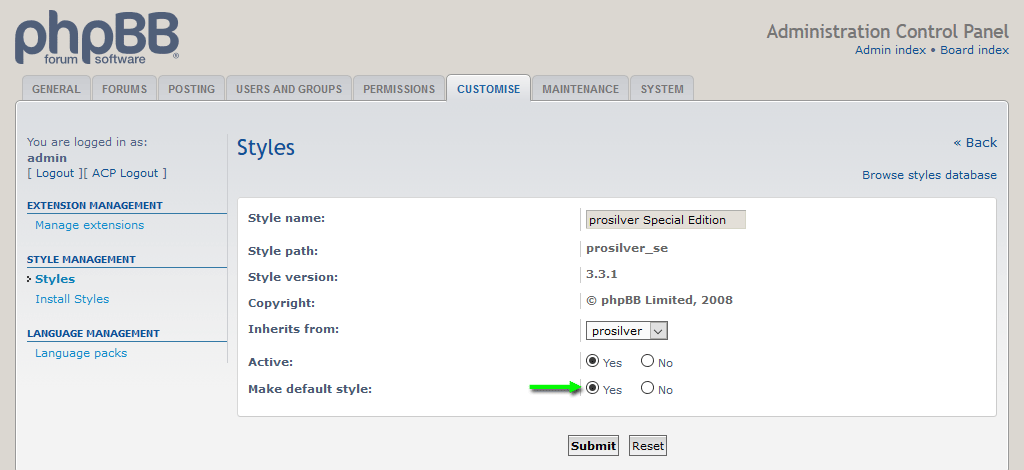 phpBB
forum software
Administration Control Panel
Admin index • Board index
GENERAL FORUMS POSTING USERS AND GROUPS PERMISSIONS CUSTOMISE MAINTENANCE SYSTEM
You are logged in as:
admin
[ Logout ][ ACP Logout ]
EXTENSION MANAGEMENT
Manage extensions
STYLE MANAGEMENT
Styles
Install Styles
LANGUAGE MANAGEMENT
Language packs
Styles
« Back
Browse styles database
Style name: prosilver Special Edition
Style path: prosilver_se
Style version: 3.3.1
Copyright: © phpBB Limited, 2008
Inherits from: prosilver
Active: Yes No
Make default style: Yes No
Submit Reset